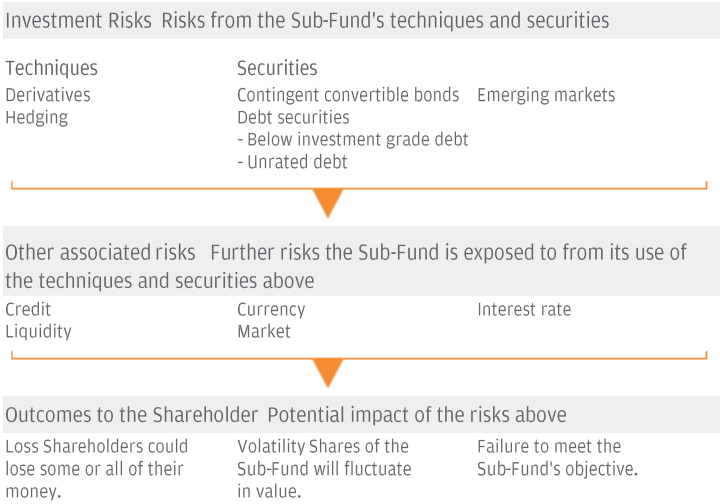 Investment Risks Risks from the Sub-Fund's techniques and securities
Techniques
Derivatives
Hedging
Securities
Contingent convertible bonds
Debt securities
- Below investment grade debt
- Unrated debt
Emerging markets
Other associated risks Further risks the Sub-Fund is exposed to from its use of
the techniques and securities above
Credit
Liquidity
Currency
Market
Interest rate
Outcomes to the Shareholder Potential impact of the risks above
Loss Shareholders could
lose some or all of their
money.
Volatility Shares of the
Sub-Fund will fluctuate
in value.
Failure to meet the
Sub-Fund's objective.